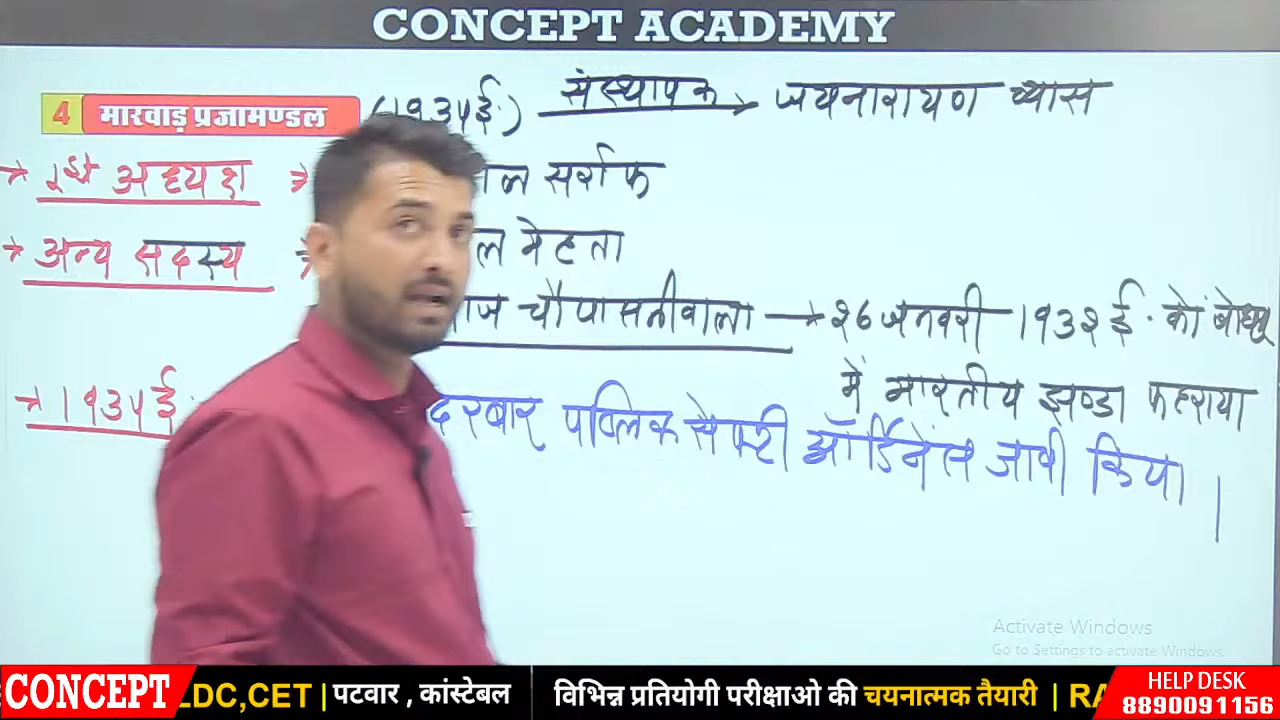 CONCEPT ACADEMY
4 मारवाड़ प्रजामण्डल (1934ई.) संस्थापक → जयनारायण व्यास
→ 1st अध्यक्ष → ल सर्राफ
→ अन्य सदस्य ल मेहता
राज चौपासनीवाला → 26 जनवरी 1932 ई. को जोधपु
में भारतीय झण्डा फहराया
→ 1934ई. दरबार पब्लिक सेफ्टी ऑर्डिनेंस जारी किया |
Activate Windows
Go to Settings to activate Windows.
CONCEPT LDC,CET | पटवार , कांस्टेबल विभिन्न प्रतियोगी परीक्षाओ की चयनात्मक तैयारी | RA HELP DESK
8890091156